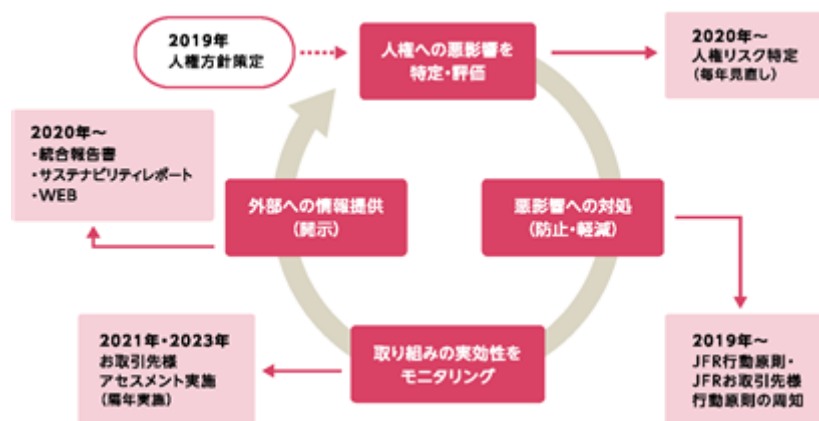 2019年
人権方針策定
人権への悪影響を
特定・評価
2020年〜
人権リスク特定
(毎年見直し)
2020年〜
・統合報告書
・サステナビリティレポート
・WEB
外部への情報提供
(開示)
悪影響への対処
(防止・軽減)
2021年・2023年
お取引先様
アセスメント実施
(隔年実施)
取り組みの実効性を
モニタリング
2019年〜
JFR行動原則・
JFRお取引先様
行動原則の周知